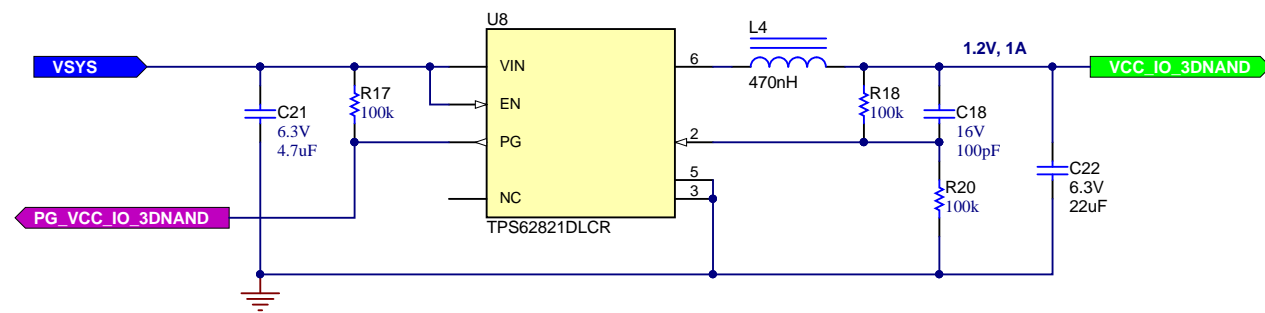 U8
L4
1.2V, 1A
VSYS
VIN
6
VCC_IO_3DNAND
470nH
R17
100k
R18
100k
EN
C21
6.3V
4.7uF
C18
16V
100pF
PG
2
C22
6.3V
22uF
5
R20
100k
NC
3
PG_VCC_IO_3DNAND
TPS62821DLCR